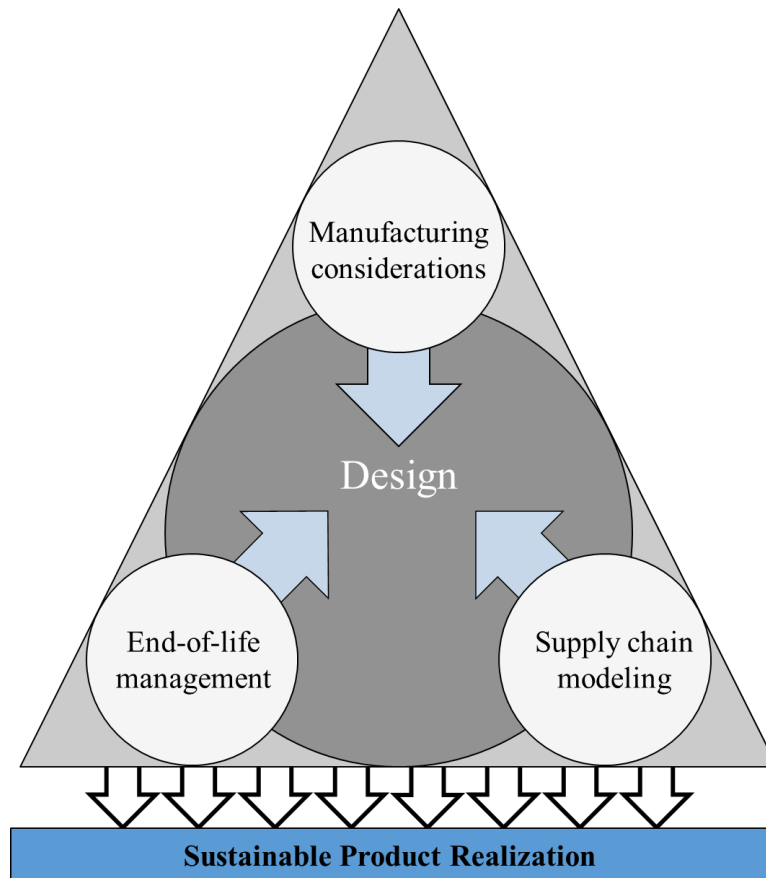 Manufacturing
considerations
Design
End-of-life
management
Supply chain
modeling
Sustainable Product Realization